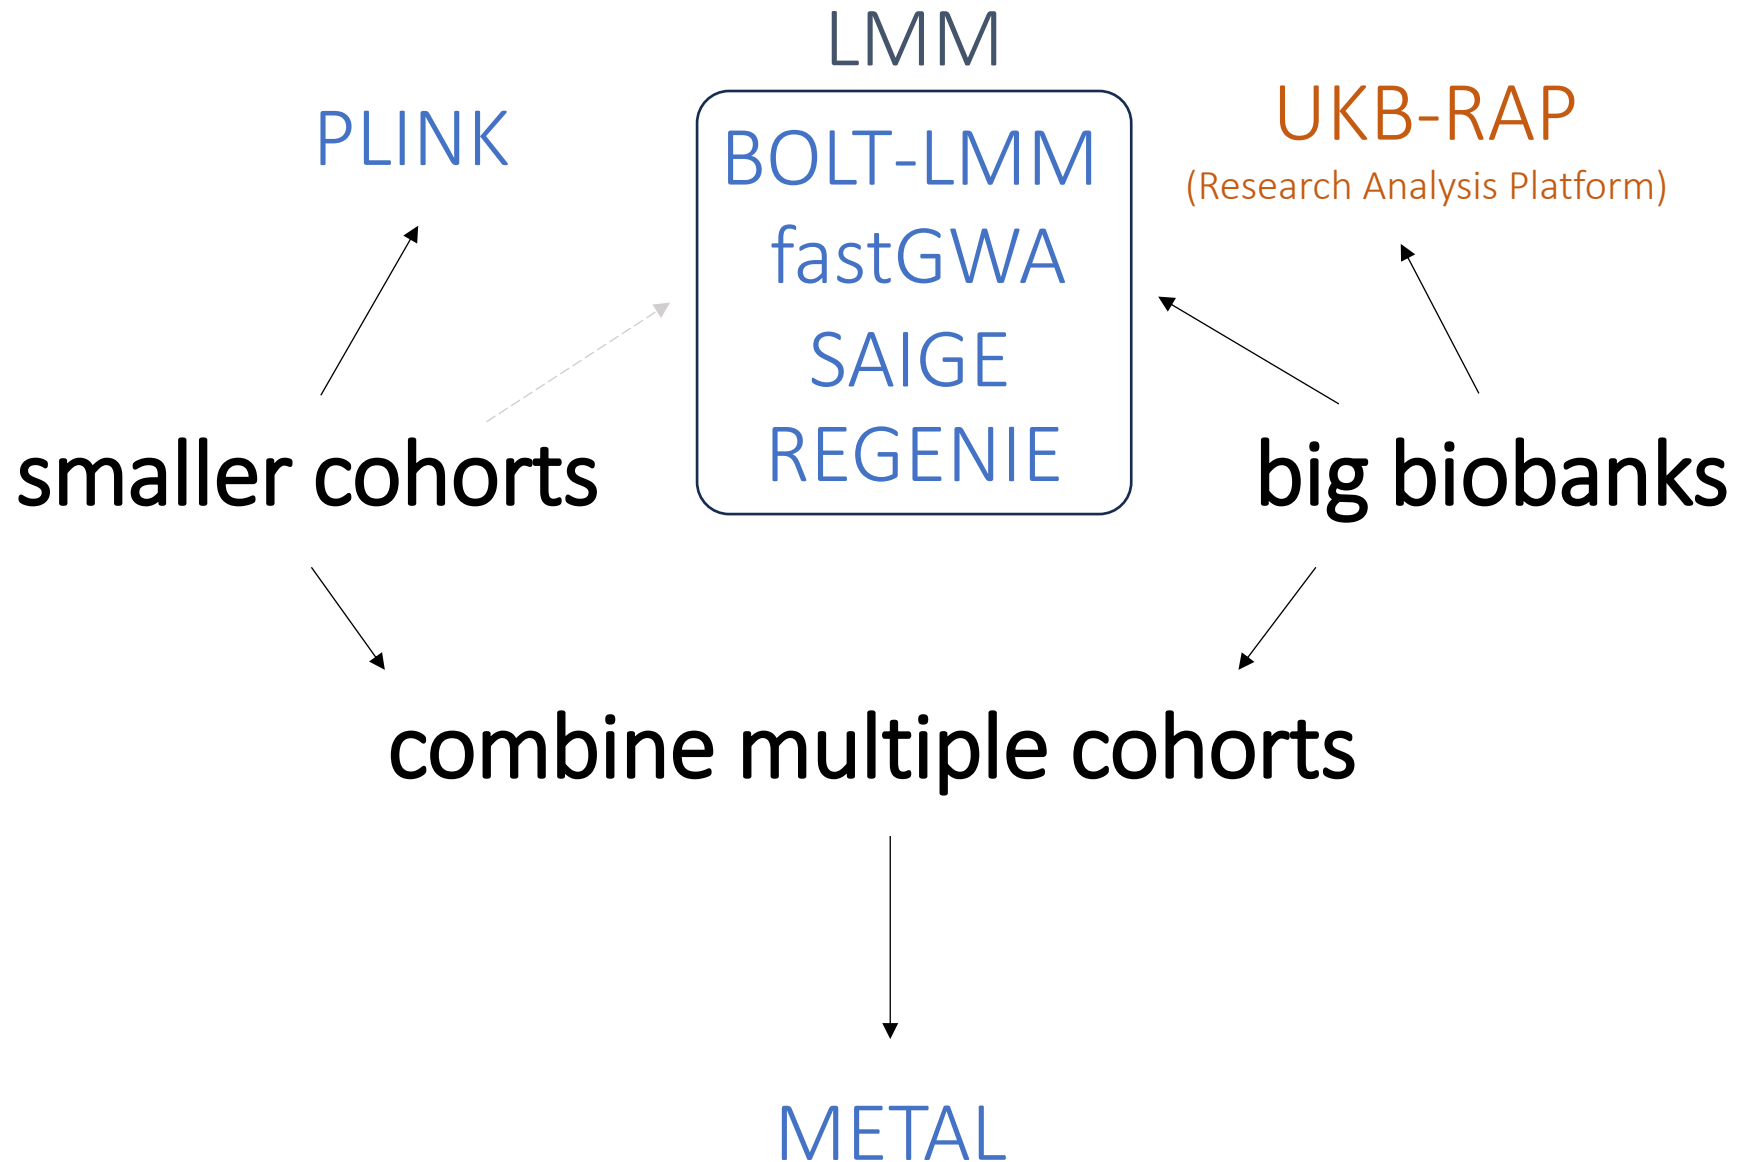 LMM
PLINK
BOLT-LMM
fastGWA
SAIGE
REGENIE
UKB-RAP
(Research Analysis Platform)
smaller cohorts
big biobanks
combine multiple cohorts
METAL